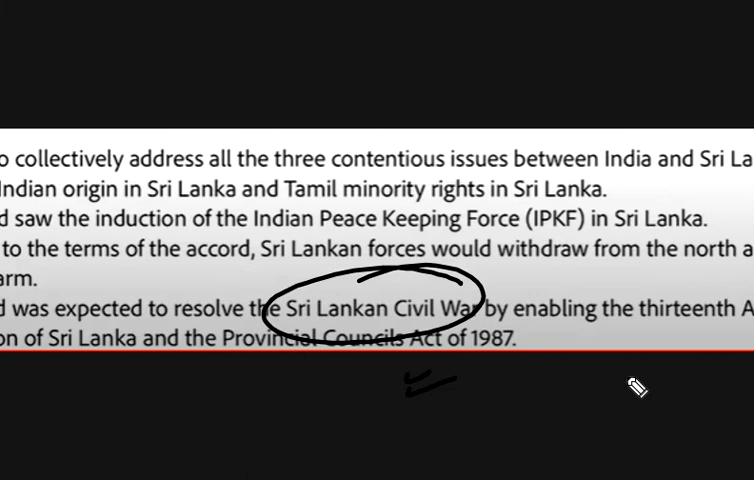 o collectively address all the three contentious issues between India and Sri La
Indian origin in Sri Lanka and Tamil minority rights in Sri Lanka.
d saw the induction of the Indian Peace Keeping Force (IPKF) in Sri Lanka.
to the terms of the accord, Sri Lankan forces would withdraw from the north a
arm.
d was expected to resolve the Sri Lankan Civil War by enabling the thirteenth A
on of Sri Lanka and the Provincial Councils Act of 1987.